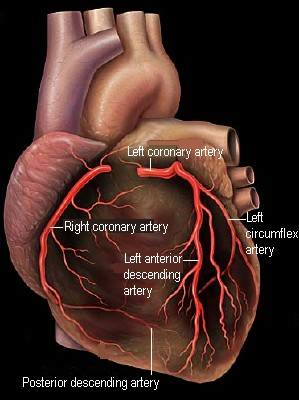 Left coronary artery
Right coronary artery
Left
circumflex
artery
Left anterior
descending
artery
Posterior descending artery